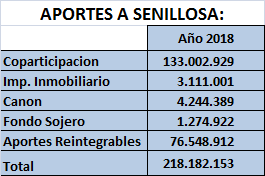 APORTES A SENILLOSA:
Año 2018
Coparticipacion 133.002.929
Imp. Inmobiliario 3.111.001
Canon 4.244.389
Fondo Sojero 1.274.922
Aportes Reintegrables 76.548.912
Total 218.182.153